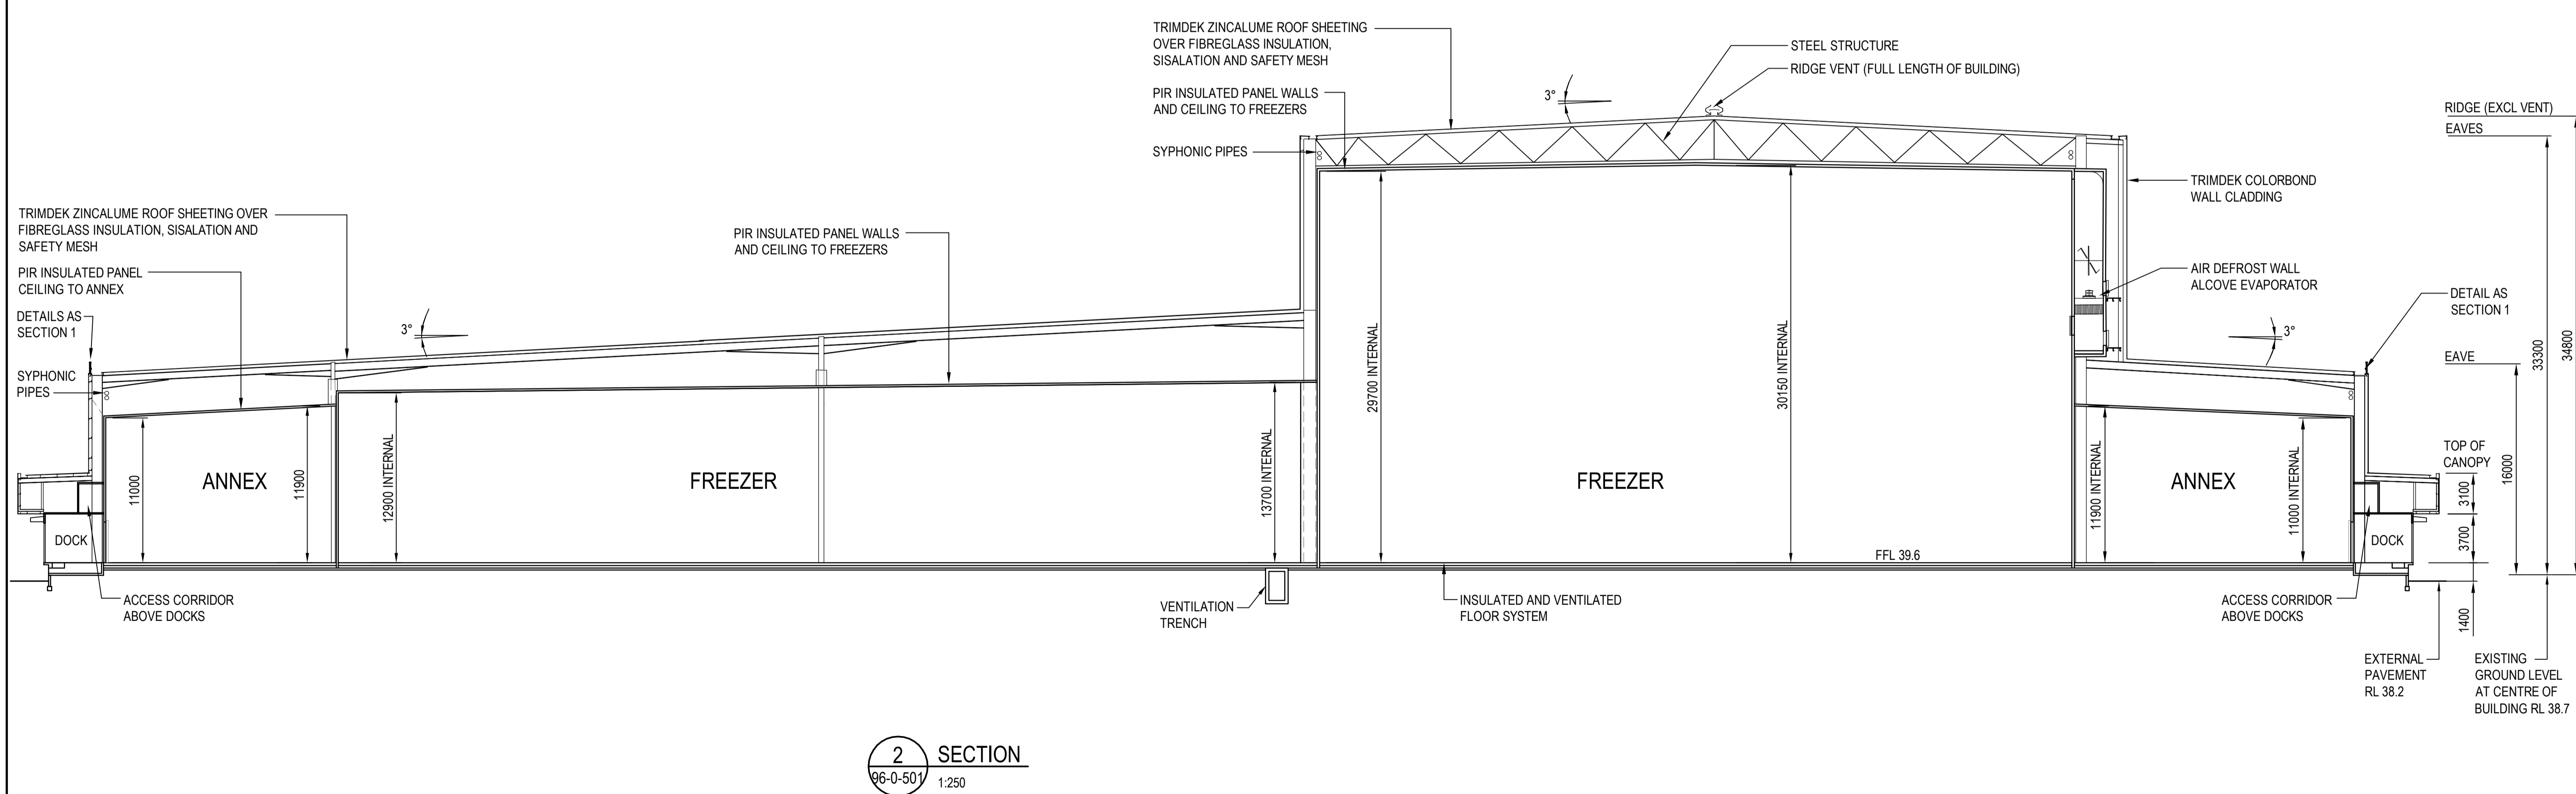 TRIMDEK ZINCALUME ROOF SHEETING
OVER FIBREGLASS INSULATION,
SISALATION AND SAFETY MESH
PIR INSULATED PANEL WALLS
AND CEILING TO FREEZERS
SYPHONIC PIPES
3°
STEEL STRUCTURE
RIDGE VENT (FULL LENGTH OF BUILDING)
RIDGE (EXCL VENT)
EAVES
TRIMDEK COLORBOND
WALL CLADDING
AIR DEFROST WALL
ALCOVE EVAPORATOR
DETAIL AS
SECTION 1
3°
EAVE
33300
34800
16000
TOP OF
CANOPY
3100
3700
1400
TRIMDEK ZINCALUME ROOF SHEETING OVER
FIBREGLASS INSULATION, SISALATION AND
SAFETY MESH
PIR INSULATED PANEL
CEILING TO ANNEX
DETAILS AS
SECTION 1
SYPHONIC
PIPES
3°
PIR INSULATED PANEL WALLS
AND CEILING TO FREEZERS
11000
ANNEX
11900
12900 INTERNAL
FREEZER
13700 INTERNAL
29700 INTERNAL
FREEZER
30150 INTERNAL
FFL 39.6
11900 INTERNAL
ANNEX
11000 INTERNAL
DOCK
DOCK
ACCESS CORRIDOR
ABOVE DOCKS
VENTILATION
TRENCH
INSULATED AND VENTILATED
FLOOR SYSTEM
ACCESS CORRIDOR
ABOVE DOCKS
EXTERNAL
PAVEMENT
RL 38.2
EXISTING
GROUND LEVEL
AT CENTRE OF
BUILDING RL 38.7
2
96-0-501
SECTION
1:250